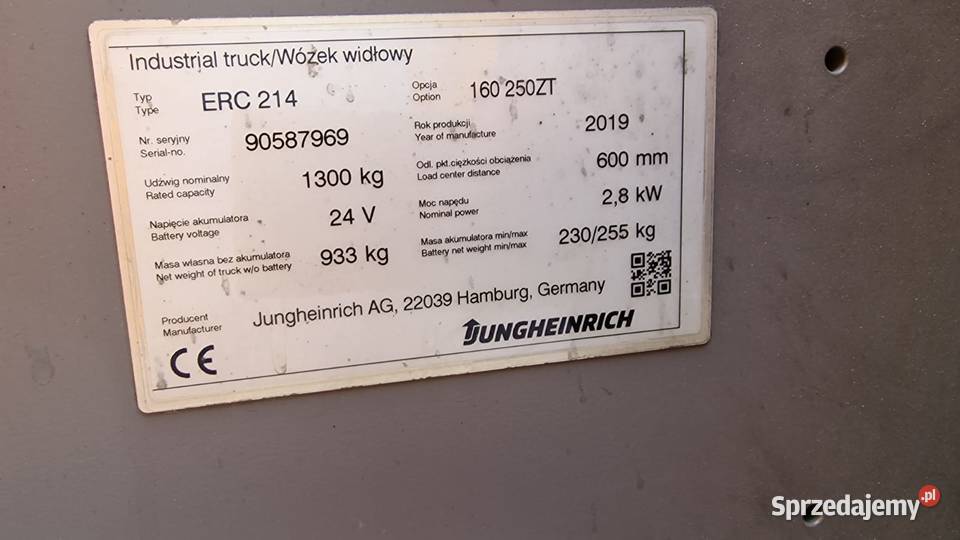 Industrial truck/Wózek widłowy
Typ
Type
ERC 214
Opcja
Option
160 250ZT
Nr. seryjny
Serial-no.
90587969
Rok produkcji
Year of manufacture
2019
Udźwig nominalny
Rated capacity
1300 kg
Odl. pkt.ciężkości obciążenia
Load center distance
600 mm
Napięcie akumulatora
Battery voltage
24 V
Moc napędu
Nominal power
2,8 kW
Masa własna bez akumulatora
Net weight of truck w/o battery
933 kg
Masa akumulatora min/max
Battery net weight min/max
230/255 kg
Producent
Manufacturer
Jungheinrich AG, 22039 Hamburg, Germany
JUNGHEINRICH
CE
Sprzedajemy.pl